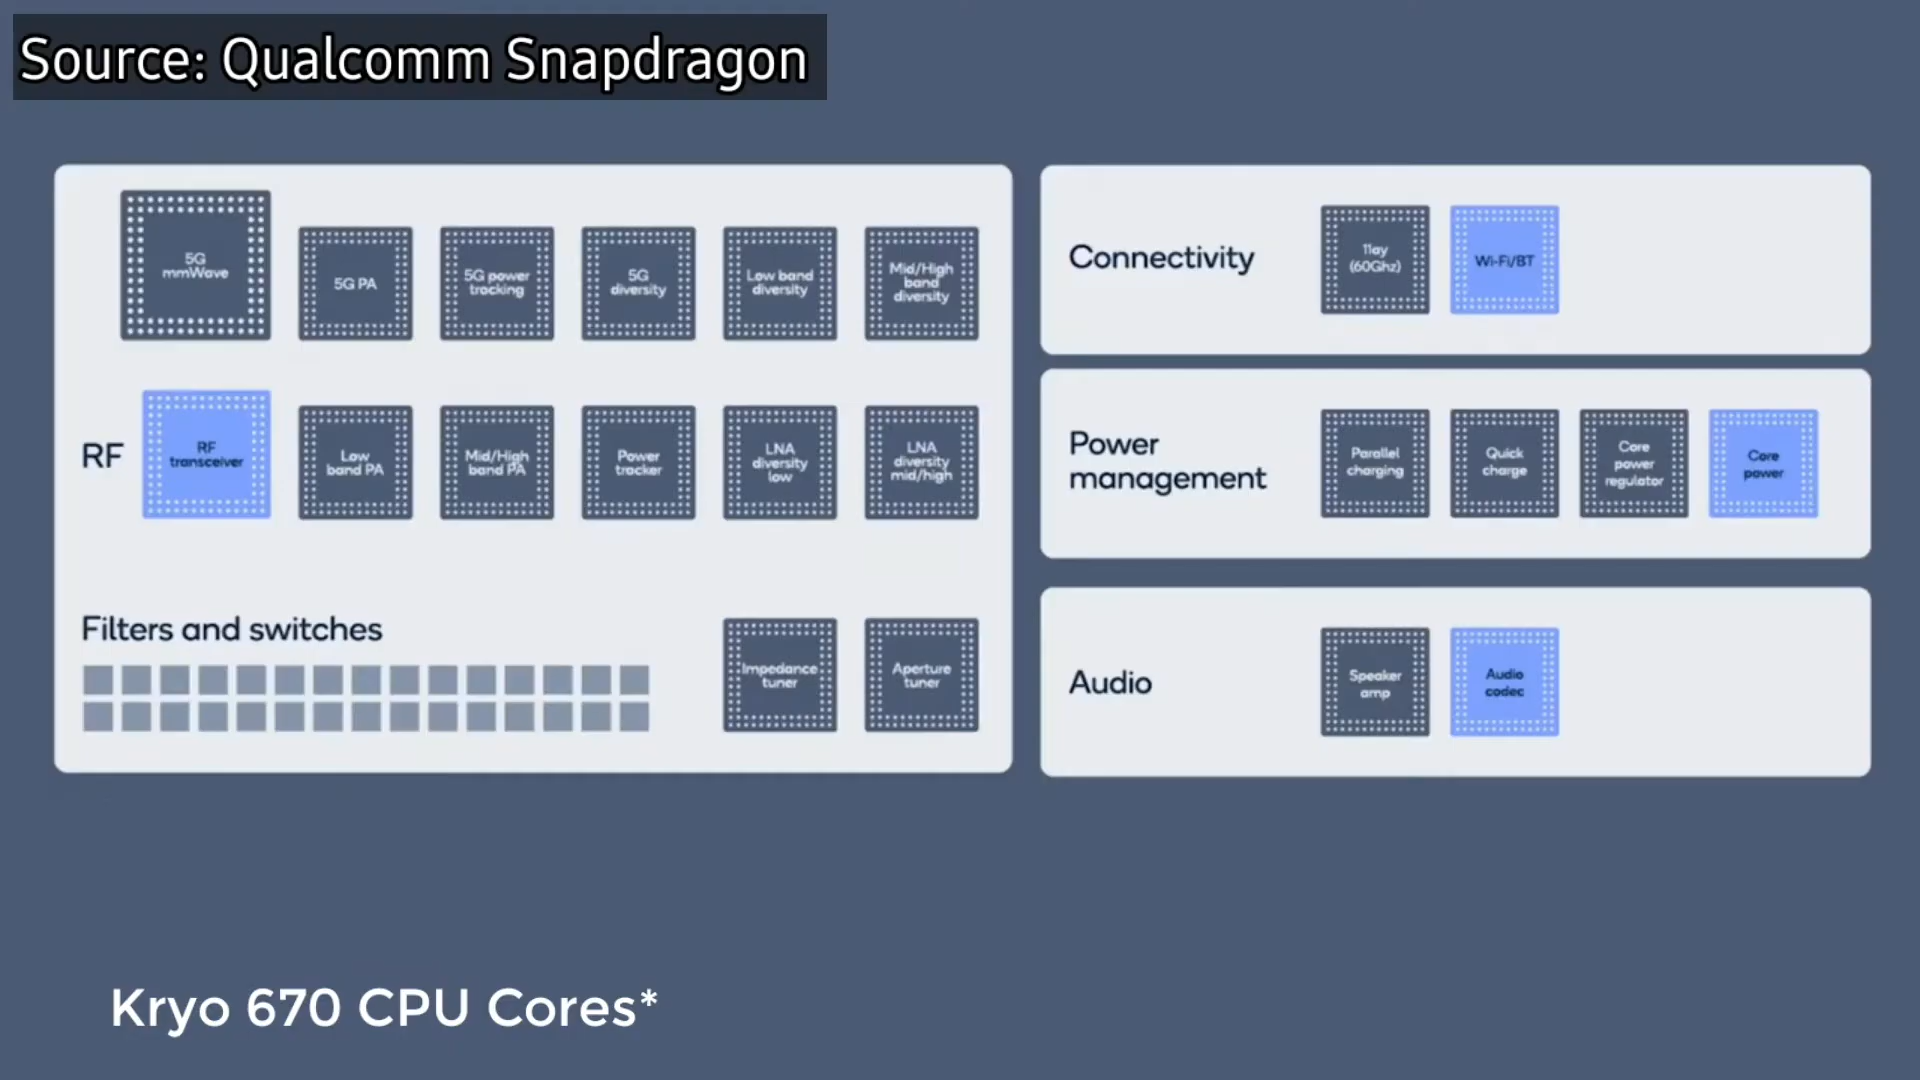 Source: Qualcomm Snapdragon
5G
mmWave
5G PA
5G power
tracking
5G
diversity
Low band
diversity
Mid/High
band
diversity
RF
RF
transceiver
Low
band PA
Mid/High
band PA
Power
tracker
LNA
diversity
low
LNA
diversity
mid/high
Filters and switches
Impedance
tuner
Aperture
tuner
Connectivity
11ay
(60Ghz)
Wi-Fi/BT
Power
management
Parallel
charging
Quick
charge
Core
power
regulator
Core
power
Audio
Speaker
amp
Audio
codec
Kryo 670 CPU Cores*